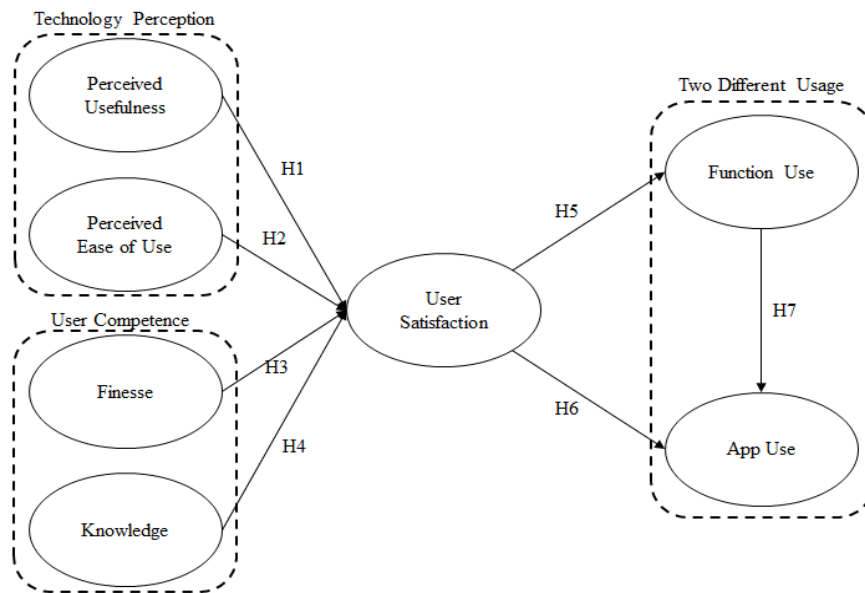 Technology Perception
Perceived
Usefulness
H1
Perceived
Ease of Use
H2
User Competence
Finesse
H3
Knowledge
H4
User
Satisfaction
H5
H6
Two Different Usage
Function Use
H7
App Use